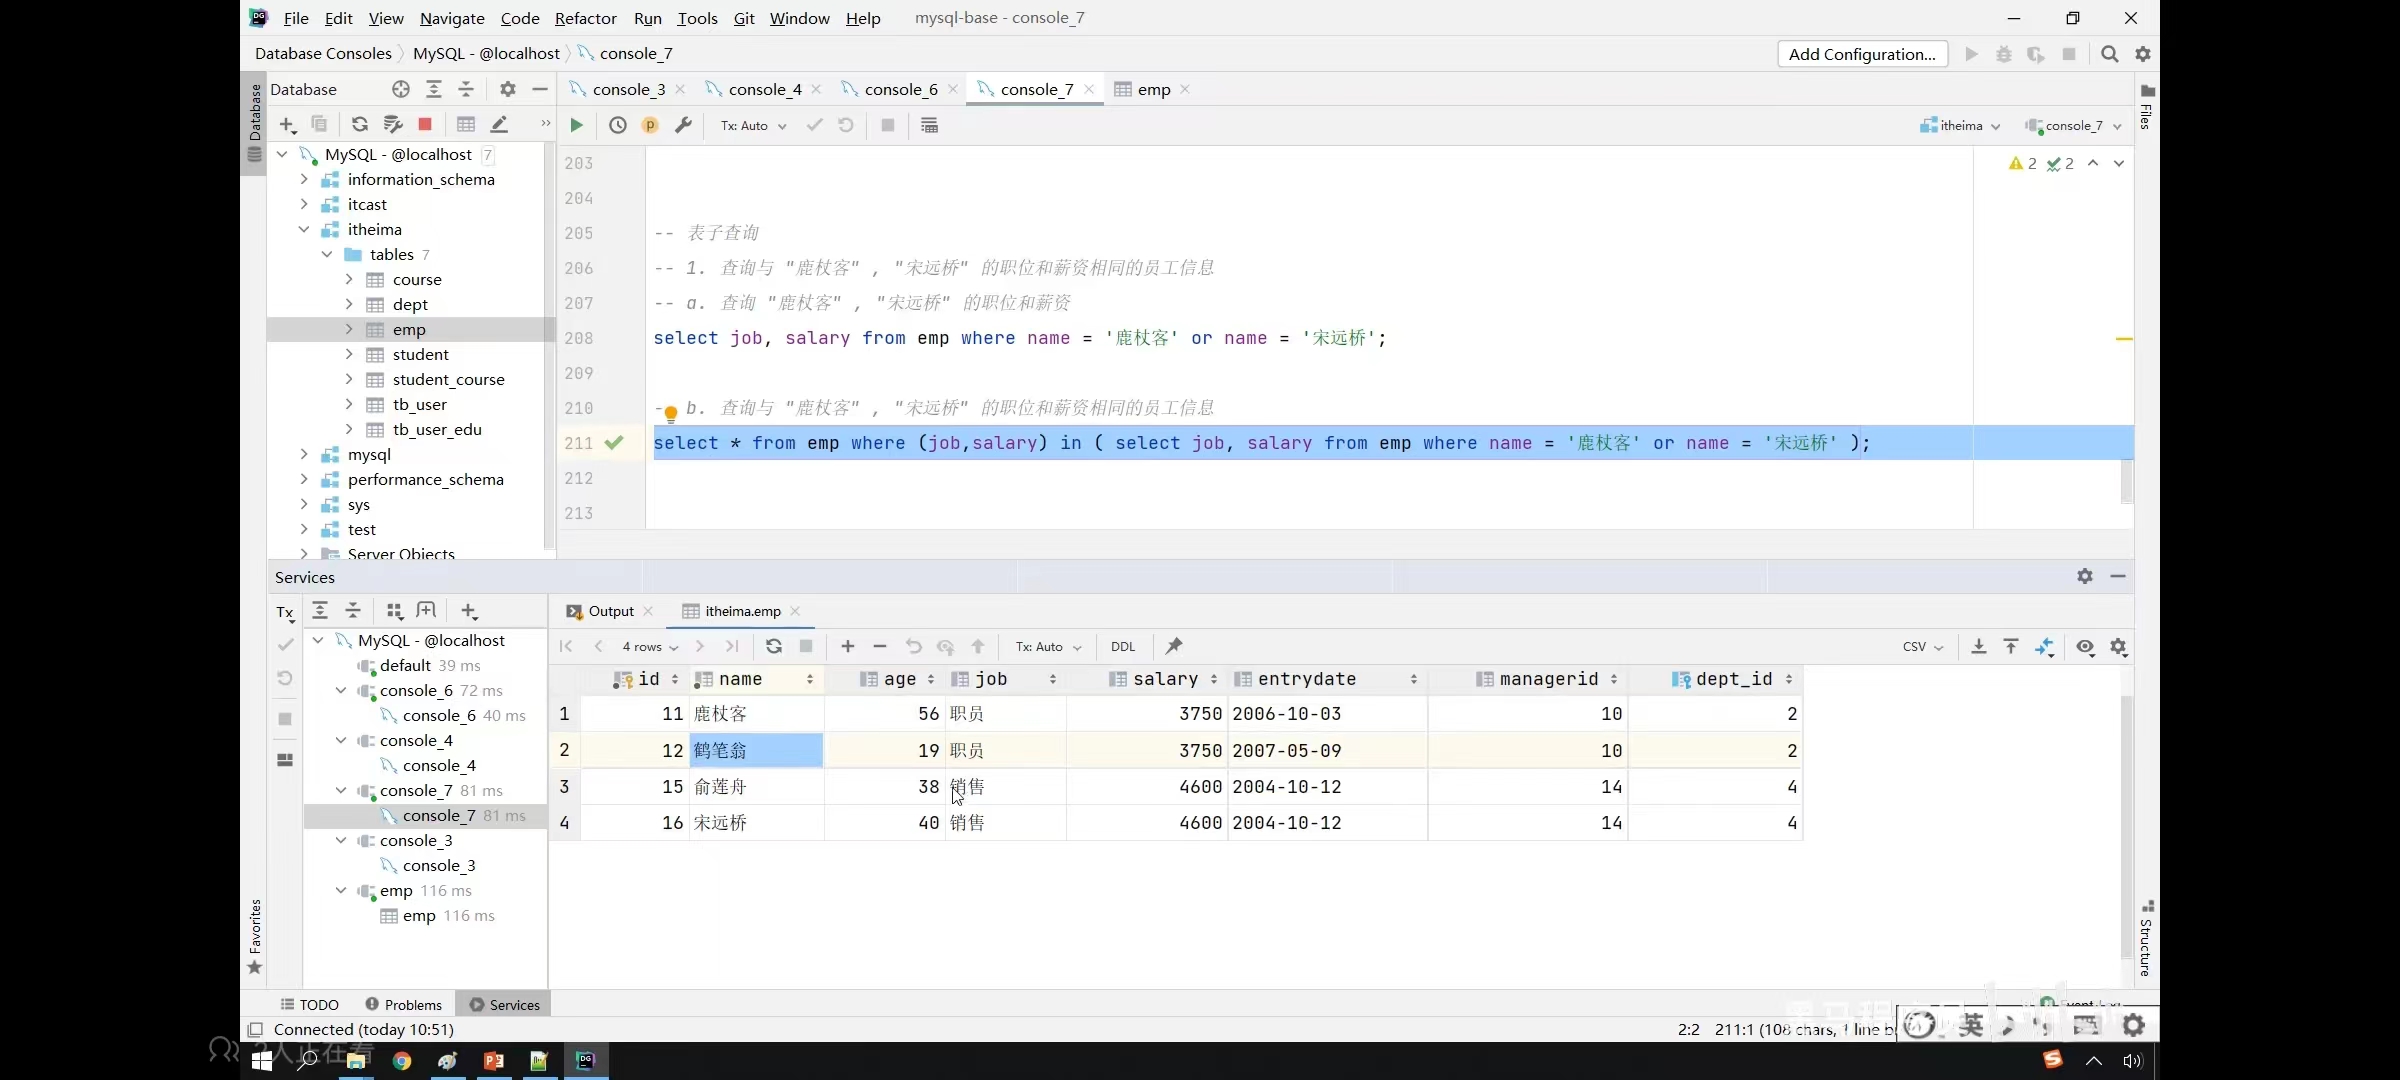 File Edit View Navigate Code Refactor Run Tools Git Window Help mysql-base - console_7
Database Consoles MySQL - @localhost console_7 Add Configuration...
Database console_3 console_4 console_6 console_7 emp
Tx: Auto itheima console_7
MySQL - @localhost 7
information_schema
itcast
itheima
tables 7
course
dept
emp
student
student_course
tb_user
tb_user_edu
mysql
performance_schema
sys
test
Server Objects
2 2
203
204
205 -- 表子查询
206 -- 1. 查询与 "鹿杖客" , "宋远桥" 的职位和薪资相同的员工信息
207 -- a. 查询 "鹿杖客" , "宋远桥" 的职位和薪资
208 select job, salary from emp where name = '鹿杖客' or name = '宋远桥';
209
210 - b. 查询与 "鹿杖客" , "宋远桥" 的职位和薪资相同的员工信息
211 select * from emp where (job,salary) in ( select job, salary from emp where name = '鹿杖客' or name = '宋远桥' );
212
213
Database
Files
Services
Tx
MySQL - @localhost
default 39 ms
console_6 72 ms
console_6 40 ms
console_4
console_4
console_7 81 ms
console_7 81 ms
console_3
console_3
emp 116 ms
emp 116 ms
Output itheima.emp
4 rows Tx: Auto DDL CSV
id name age job salary entrydate managerid dept_id
1 11 鹿杖客 56 职员 3750 2006-10-03 10 2
2 12 鹤笔翁 19 职员 3750 2007-05-09 10 2
3 15 俞莲舟 38 销售 4600 2004-10-12 14 4
4 16 宋远桥 40 销售 4600 2004-10-12 14 4
Favorites
Structure
TODO Problems Services
Connected (today 10:51) 2:2 211:1 (108 chars, 1 line b
英
2人正在看